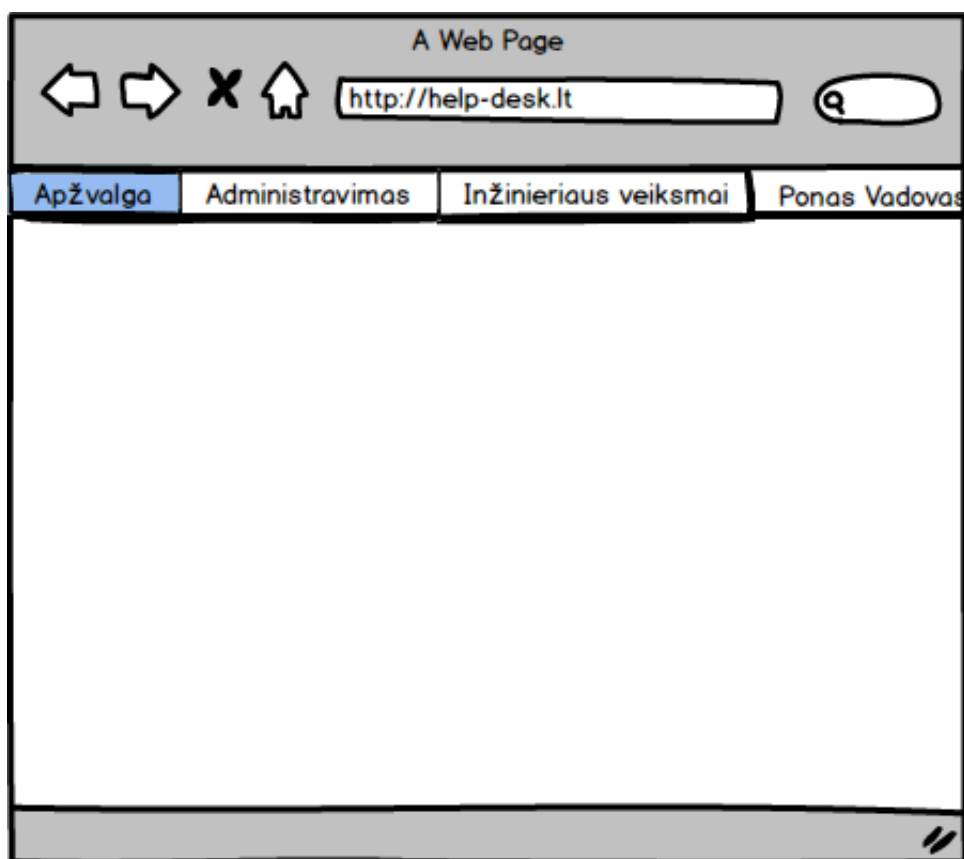 A Web Page
http://help-desk.lt
Apžvalga Administravimas Inžinieriaus veiksmai Ponas Vadovas